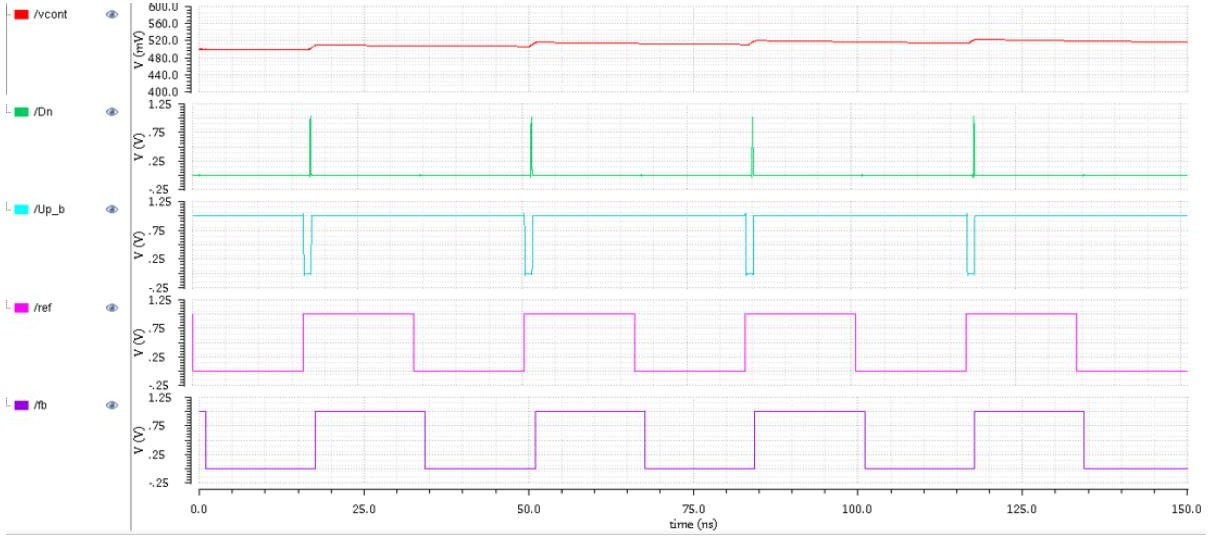 /vcont
V (mV)
600.0
560.0
520.0
480.0
440.0
400.0
/Dn
V (V)
1.25
.75
.25
-.25
/Up_b
V (V)
1.25
.75
.25
-.25
/ref
V (V)
1.25
.75
.25
-.25
/fb
V (V)
1.25
.75
.25
-.25
0.0 25.0 50.0 75.0 100.0 125.0 150.0
time (ns)